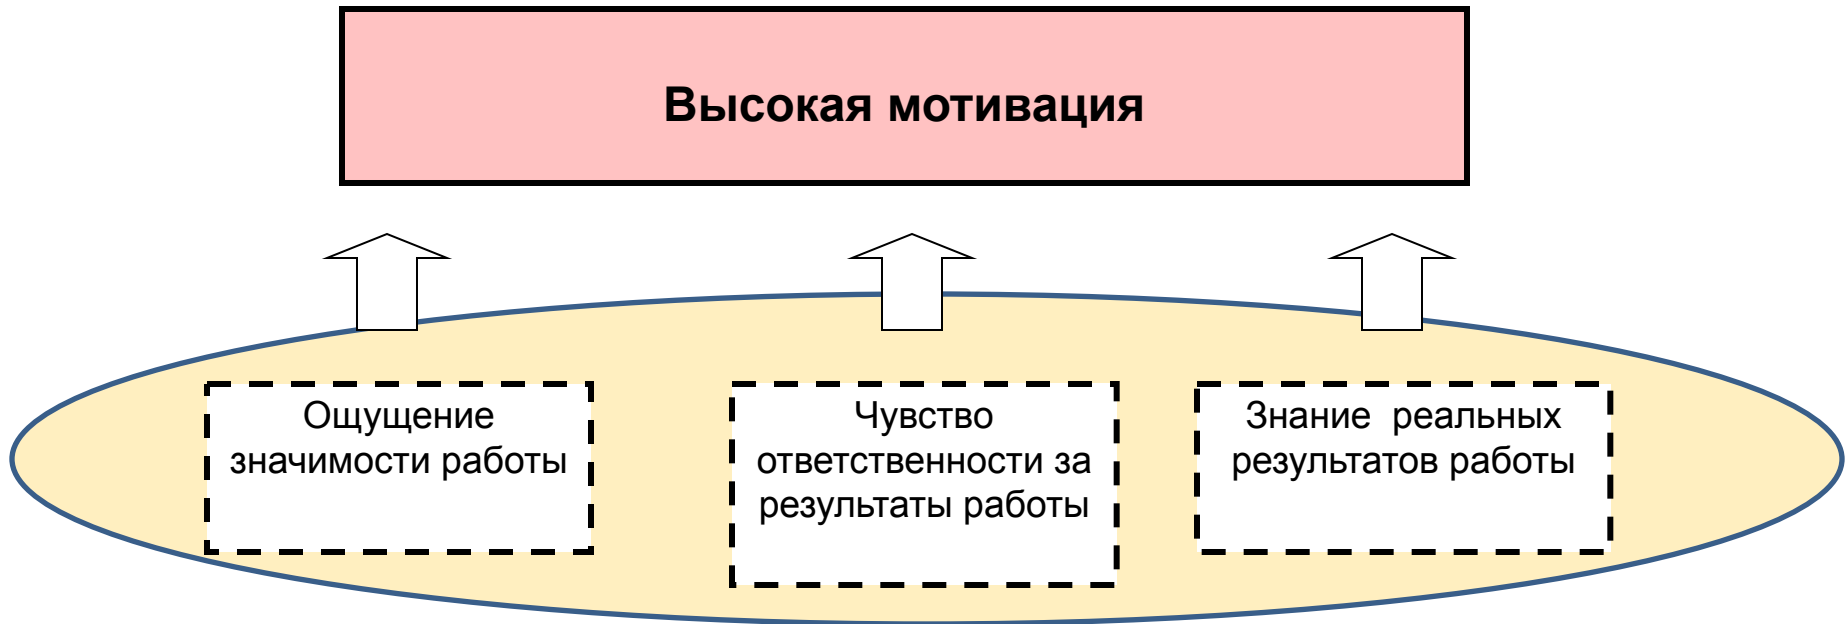 Высокая мотивация
Ощущение
значимости работы
Чувство
ответственности за
результаты работы
Знание реальных
результатов работы